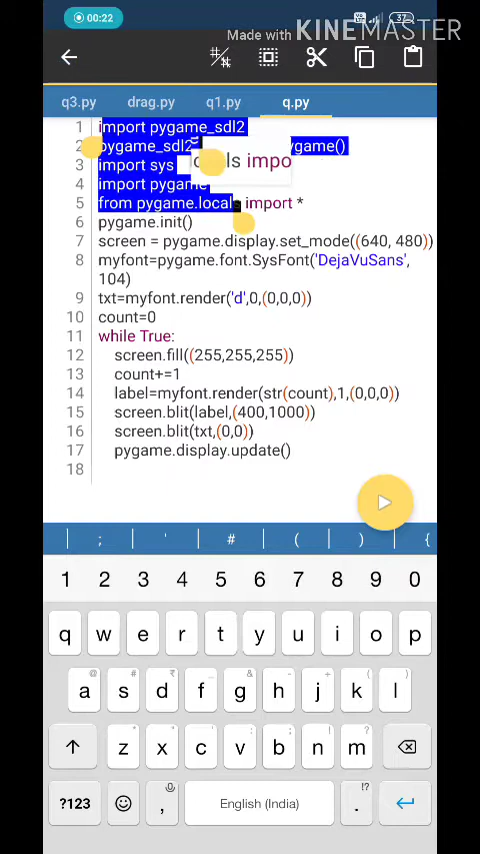 00:22
37
Made with KINEMASTER
q3.py drag.py q1.py q.py
1 import pygame_sdl2
2 pygame_sdl2 ygame()
cals impo
3 import sys
4 import pygame
5 from pygame.locals import *
6 pygame.init()
7 screen = pygame.display.set_mode((640, 480))
8 myfont=pygame.font.SysFont('DejaVuSans',
104)
9 txt=myfont.render('d',0,(0,0,0))
10 count=0
11 while True:
12 screen.fill((255,255,255))
13 count+=1
14 label=myfont.render(str(count),1,(0,0,0))
15 screen.blit(label,(400,1000))
16 screen.blit(txt,(0,0))
17 pygame.display.update()
18
; ' # ( ) {
1 2 3 4 5 6 7 8 9 0
q w e r t y u i o p
@ # ₹ _ & - + ( )
a s d f g h j k l
* " ' : ; ! ?
z x c v b n m
?123 , English (India) !? .